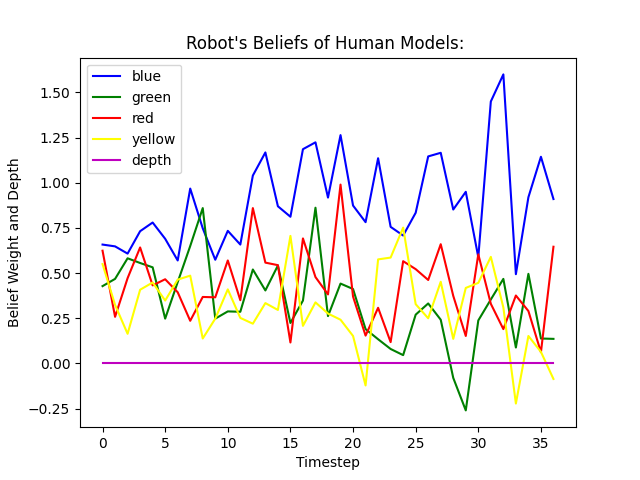 Robot's Beliefs of Human Models:
blue
green
red
yellow
depth
1.50
1.25
1.00
0.75
0.50
0.25
0.00
−0.25
Belief Weight and Depth
0 5 10 15 20 25 30 35
Timestep